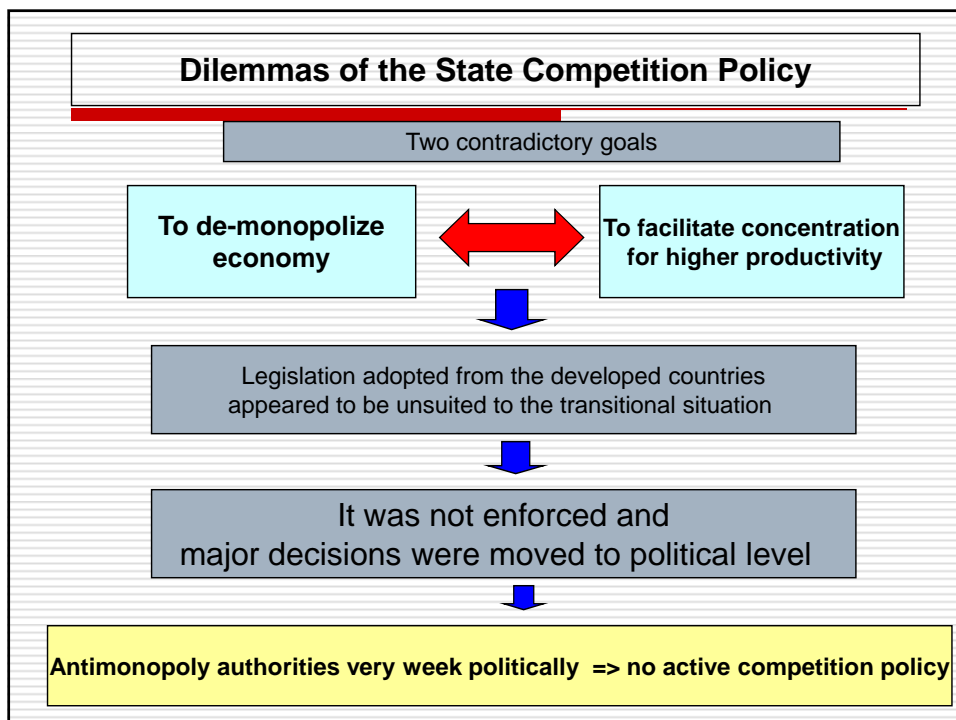 Dilemmas of the State Competition Policy
Two contradictory goals
To de-monopolize
economy
To facilitate concentration
for higher productivity
Legislation adopted from the developed countries
appeared to be unsuited to the transitional situation
It was not enforced and
major decisions were moved to political level
Antimonopoly authorities very week politically => no active competition policy